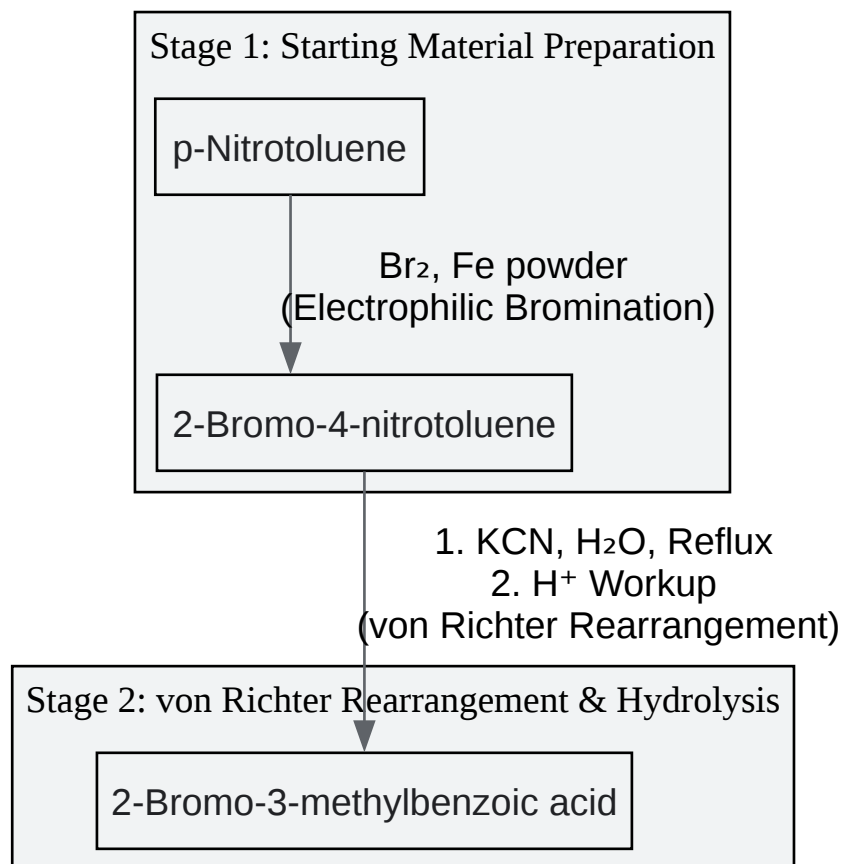 Stage 1: Starting Material Preparation
p-Nitrotoluene
Br₂, Fe powder
(Electrophilic Bromination)
2-Bromo-4-nitrotoluene
1. KCN, H₂O, Reflux
2. H⁺ Workup
(von Richter Rearrangement)
Stage 2: von Richter Rearrangement & Hydrolysis
2-Bromo-3-methylbenzoic acid